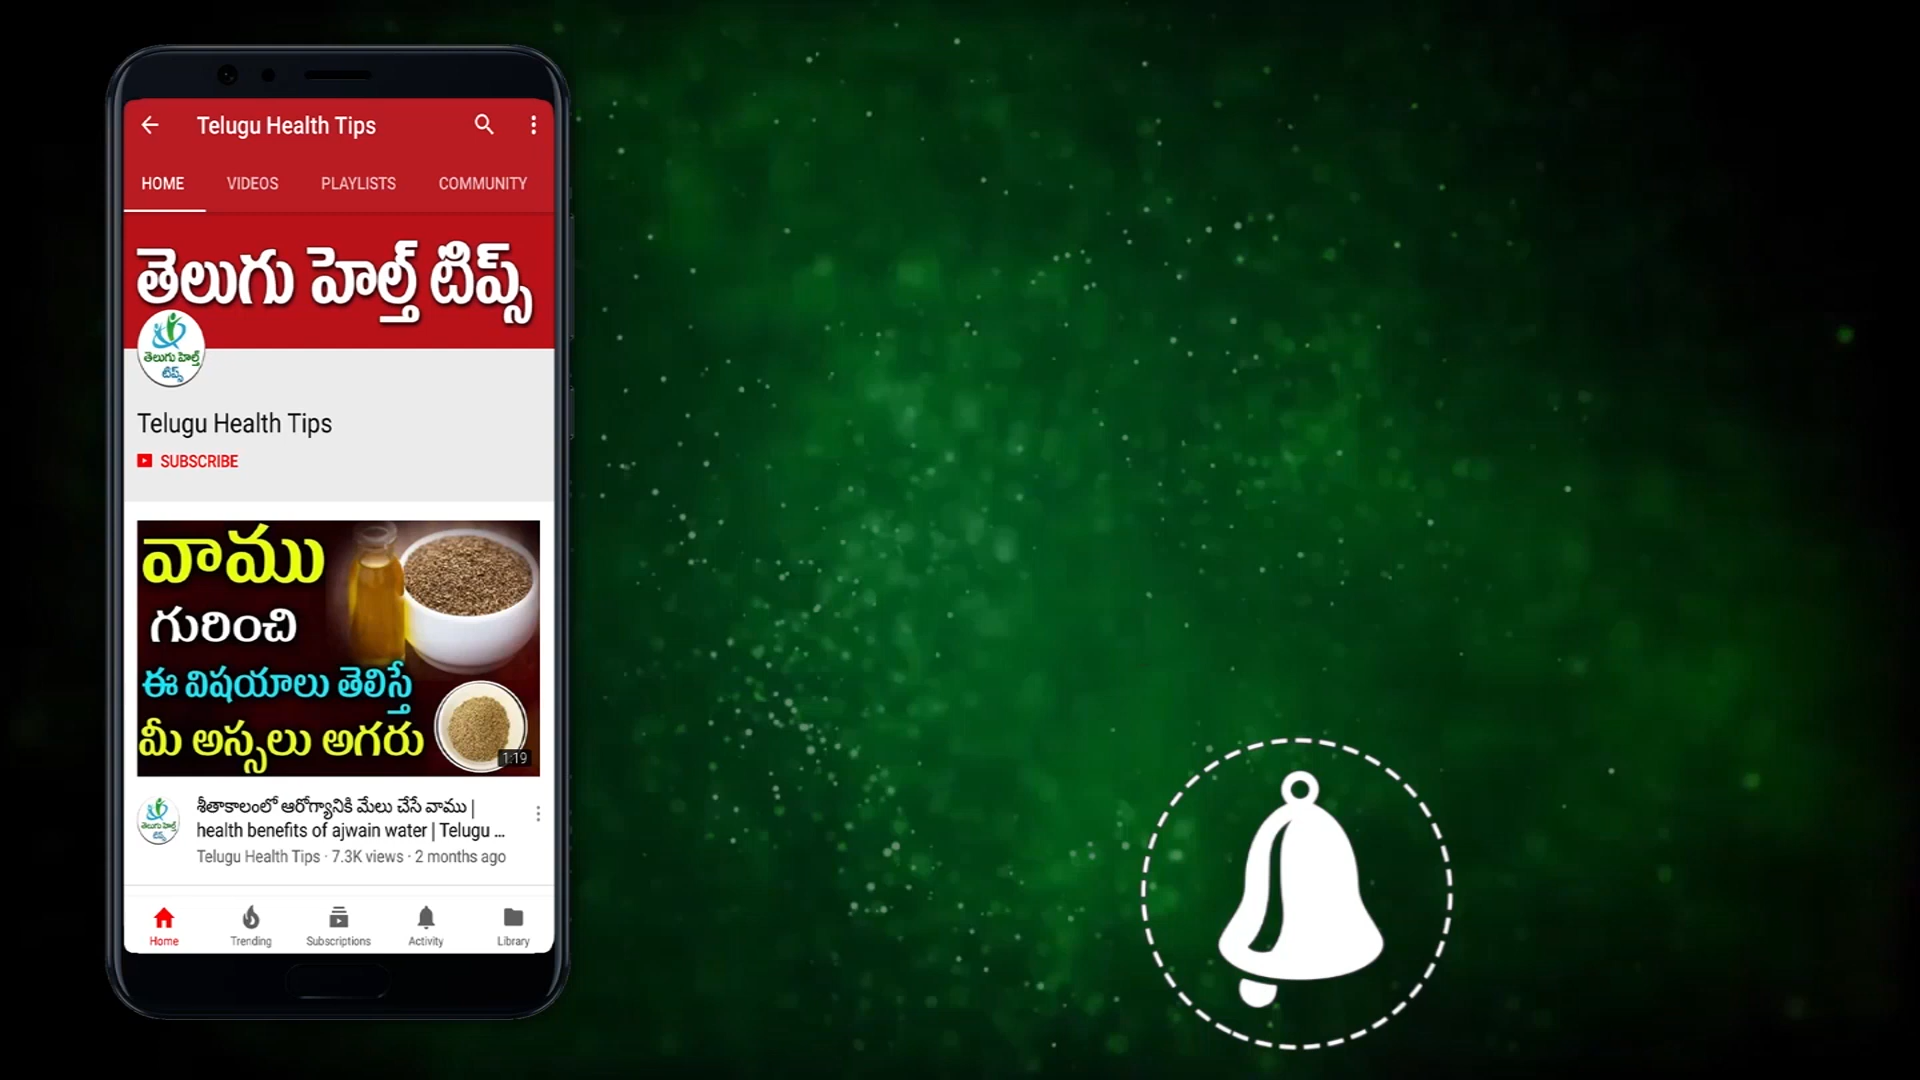 Telugu Health Tips
HOME VIDEOS PLAYLISTS COMMUNITY
తెలుగు హెల్త్ టిప్స్
తెలుగు హెల్త్
టిప్స్
Telugu Health Tips
SUBSCRIBE
వాము
గురించి
ఈ విషయాలు తెలిస్తే
మీ అస్సలు అగరు
1:19
తెలుగు హెల్త్
టిప్స్
శీతాకాలంలో ఆరోగ్యానికి మేలు చేసే వాము |
health benefits of ajwain water | Telugu ...
Telugu Health Tips · 7.3K views · 2 months ago
Home Trending Subscriptions Activity Library